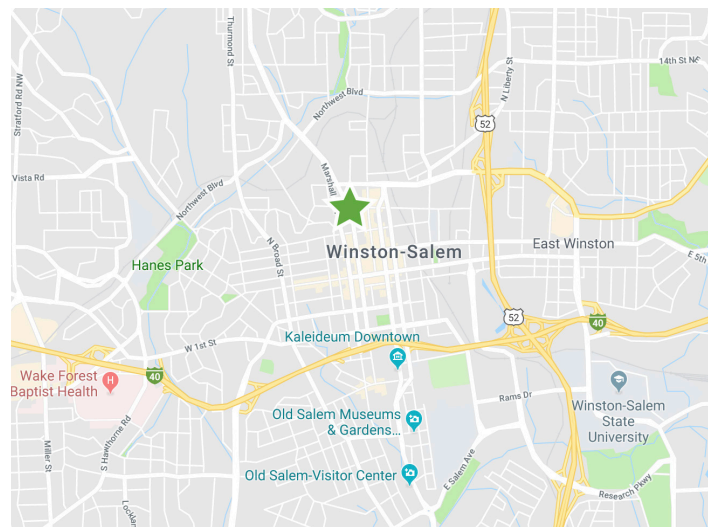 Thurmond St
14th St NE
Stratford Rd NW
N Liberty St
Northwest Blvd
52
Vista Rd
Marshall
Northwest Blvd
Winston-Salem
East Winston
N Broad St
E 5th
Hanes Park
52
40
Kaleideum Downtown
W 1st St
Wake Forest
Baptist Health
H
40
Rams Dr
Winston-Salem
State
University
Old Salem Museums
& Gardens...
S Hawthorne Rd
Miller St
E Salem Ave
Old Salem-Visitor Center
Research Pkwy
Lockland